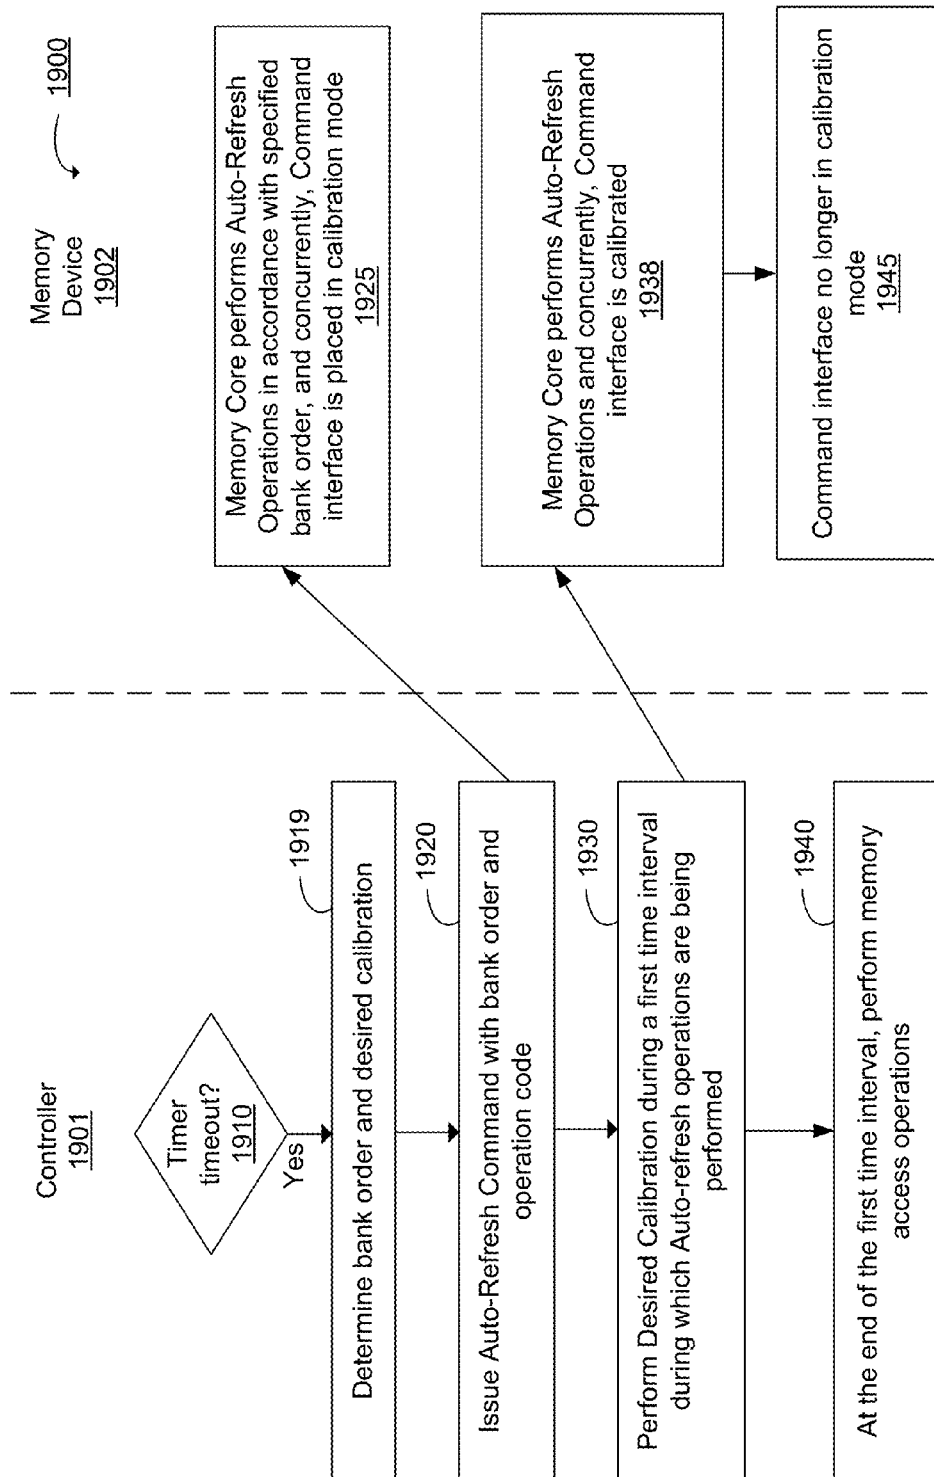 Controller
1901
Memory
Device
1902
1900
Timer
timeout?
1910
Yes
1919
Determine bank order and desired calibration
1920
Issue Auto-Refresh Command with bank order and
operation code
Memory Core performs Auto-Refresh
Operations in accordance with specified
bank order, and concurrently, Command
interface is placed in calibration mode
1925
1930
Perform Desired Calibration during a first time interval
during which Auto-refresh operations are being
performed
Memory Core performs Auto-Refresh
Operations and concurrently, Command
interface is calibrated
1938
1940
At the end of the first time interval, perform memory
access operations
Command interface no longer in calibration
mode
1945